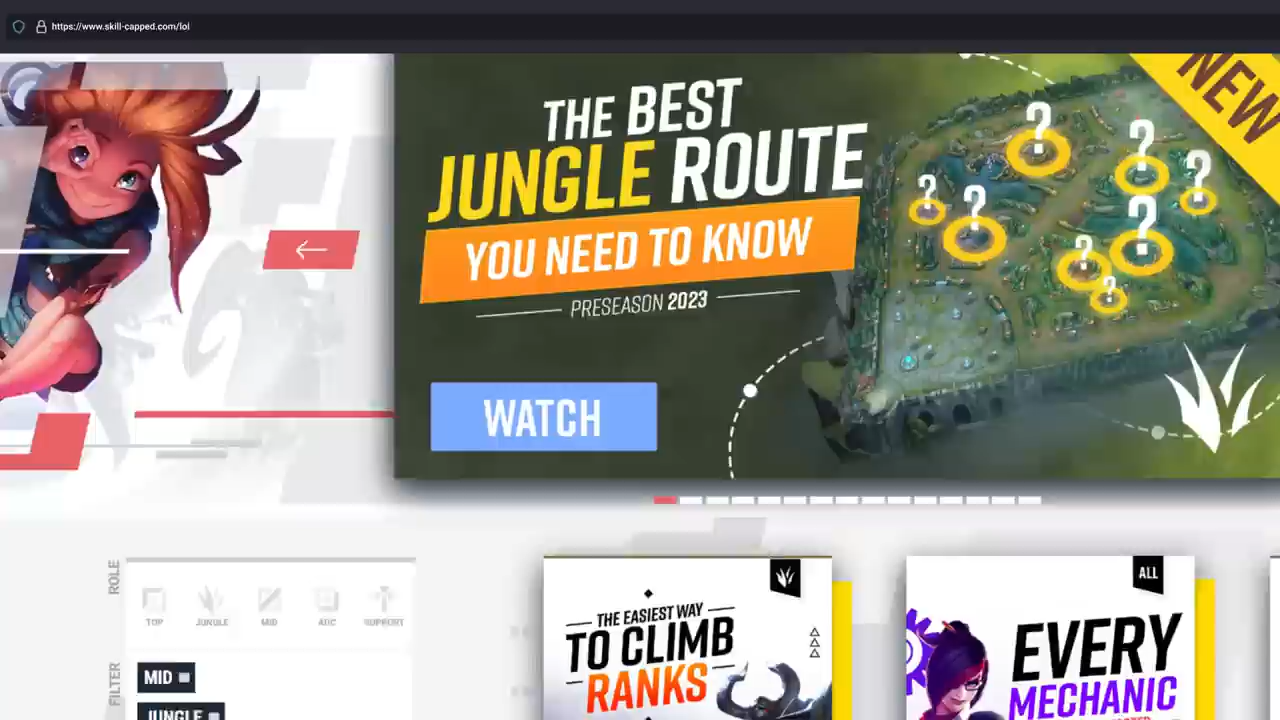 https://www.skill-capped.com/lol
NEW
THE BEST
JUNGLE ROUTE
YOU NEED TO KNOW
PRESEASON 2023
WATCH
ROLE
TOP JUNGLE MID ADC SUPPORT
FILTER
MID
JUNGLE
THE EASIEST WAY
TO CLIMB
RANKS
ALL
EVERY
MECHANIC